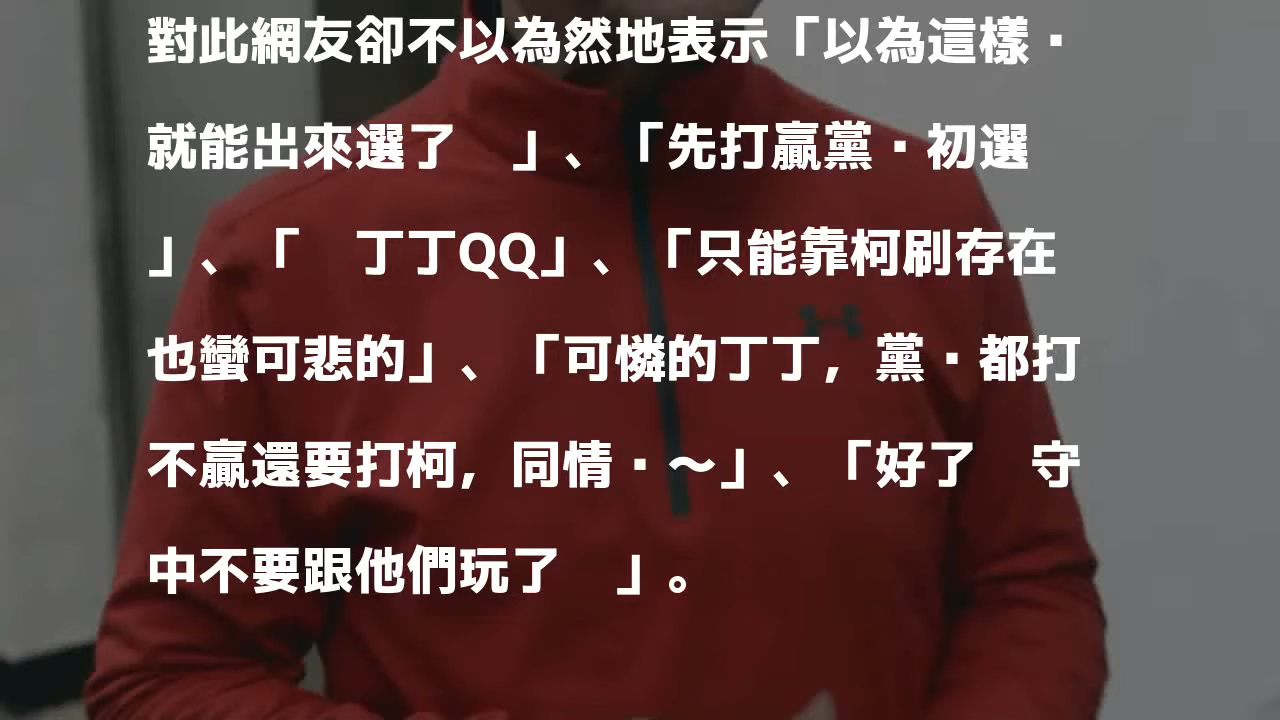 對此網友卻不以為然地表示「以為這樣·
就能出來選了　」、「先打贏黨·初選
」、「　丁丁QQ」、「只能靠柯刷存在
也蠻可悲的」、「可憐的丁丁，黨·都打
不贏還要打柯，同情·～」、「好了　守
中不要跟他們玩了　」。